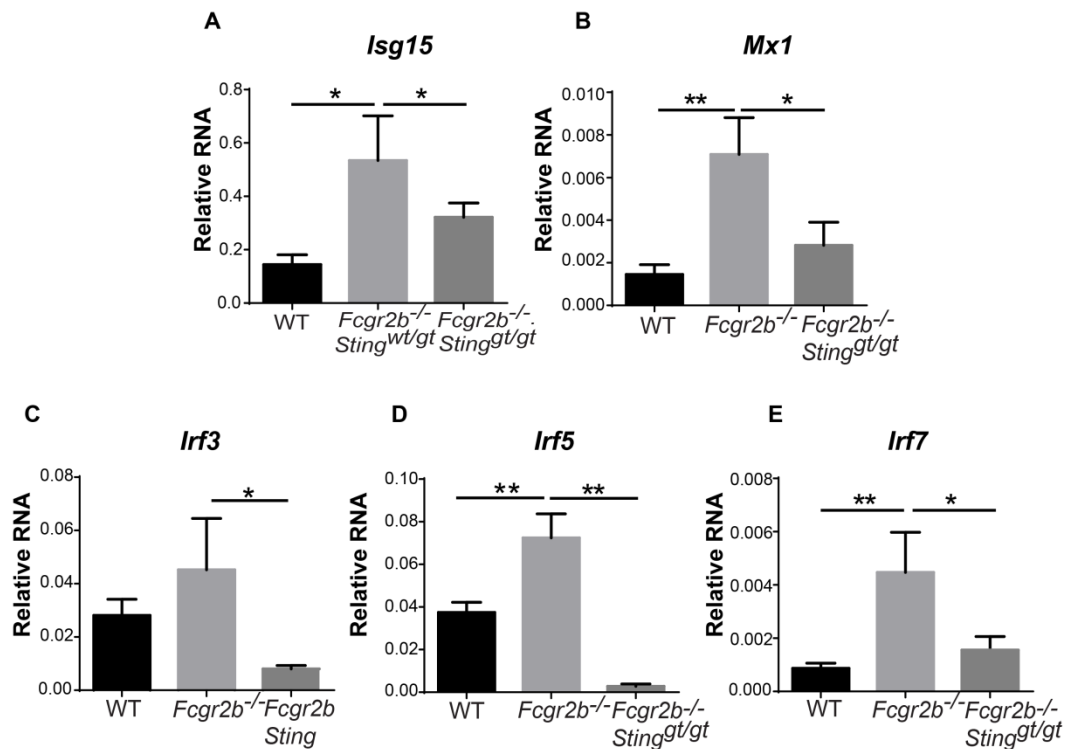 A
Isg15
Relative RNA
0.8
0.6
0.4
0.2
0.0
*
*
WT
Fcgr2b-/-
Stingwt/gt
Fcgr2b-/-.
Stinggt/gt
B
Mx1
Relative RNA
0.010
0.008
0.006
0.004
0.002
0.000
**
*
WT
Fcgr2b-/-
Fcgr2b-/-
Stinggt/gt
C
Irf3
Relative RNA
0.08
0.06
0.04
0.02
0.00
*
WT
Fcgr2b-/-
Fcgr2b
Sting
D
Irf5
Relative RNA
0.10
0.08
0.06
0.04
0.02
0.00
**
**
WT
Fcgr2b-/-
Fcgr2b-/-
Stinggt/gt
E
Irf7
Relative RNA
0.008
0.006
0.004
0.002
0.000
**
*
WT
Fcgr2b-/-
Fcgr2b-/-
Stinggt/gt